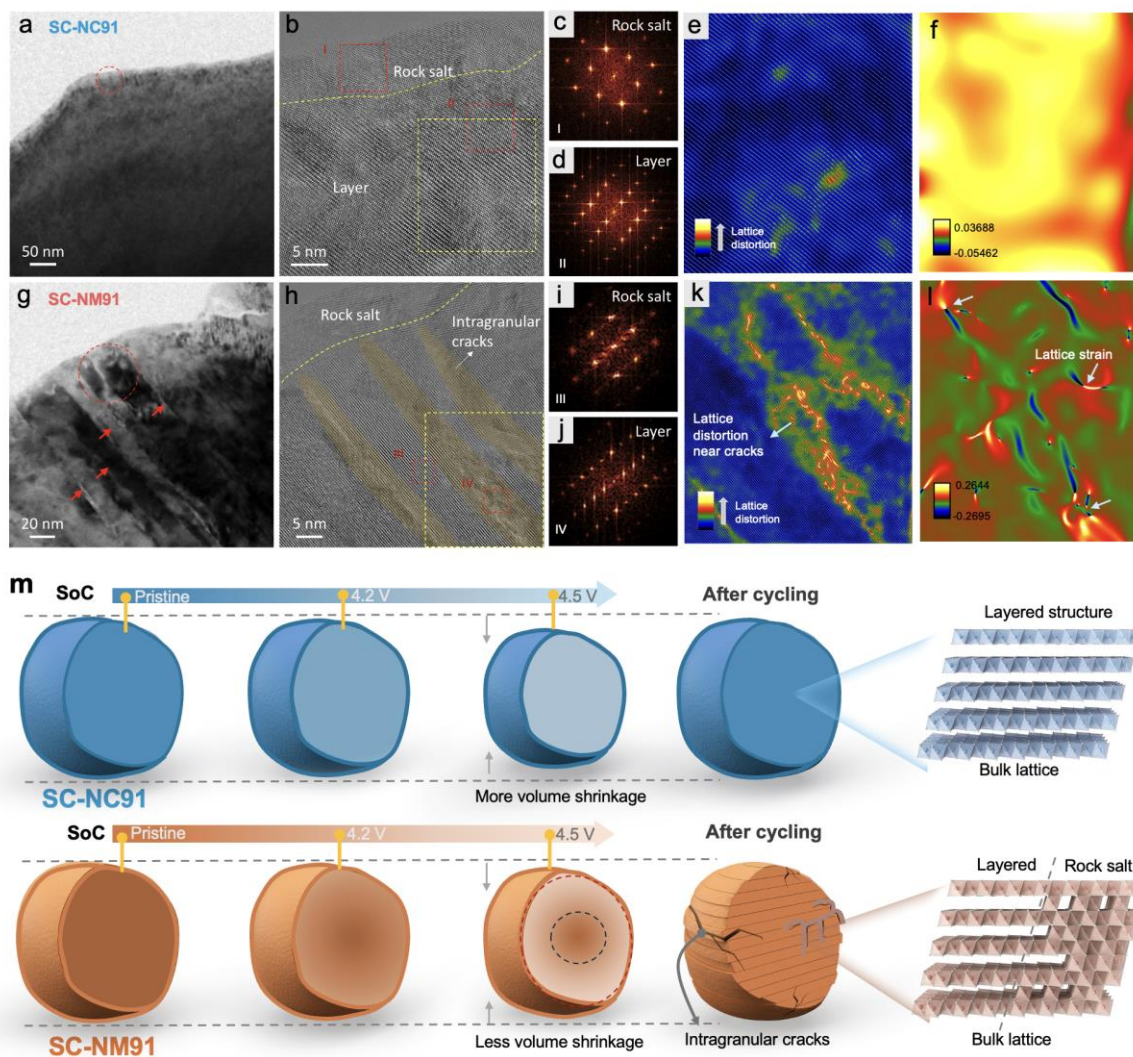 a
SC-NC91
50 nm
b
I
Rock salt
II
Layer
5 nm
c
Rock salt
I
d
Layer
II
e
Lattice
distortion
f
0.03688
-0.05462
g
SC-NM91
20 nm
h
Rock salt
Intragranular
cracks
III
IV
5 nm
i
Rock salt
III
j
Layer
IV
k
Lattice
distortion
near cracks
Lattice
distortion
l
Lattice strain
0.2644
-0.2695
m
SoC
Pristine
4.2 V
4.5 V
After cycling
Layered structure
More volume shrinkage
Bulk lattice
SC-NC91
SoC
Pristine
4.2 V
4.5 V
After cycling
Layered
Rock salt
Less volume shrinkage
Intragranular cracks
Bulk lattice
SC-NM91